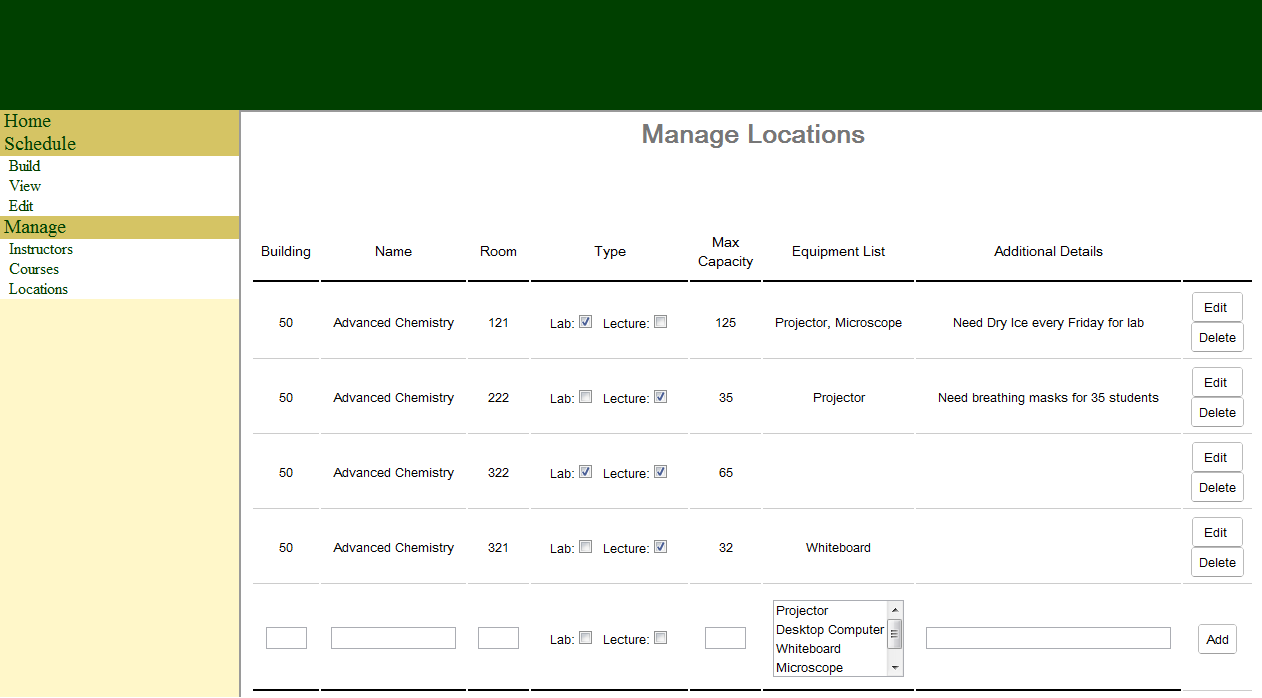 Home
Schedule
Build
View
Edit
Manage
Instructors
Courses
Locations
Manage Locations
Building Name Room Type Max Capacity Equipment List Additional Details
50 Advanced Chemistry 121 Lab: Lecture: 125 Projector, Microscope Need Dry Ice every Friday for lab Edit
Delete
50 Advanced Chemistry 222 Lab: Lecture: 35 Projector Need breathing masks for 35 students Edit
Delete
50 Advanced Chemistry 322 Lab: Lecture: 65 Edit
Delete
50 Advanced Chemistry 321 Lab: Lecture: 32 Whiteboard Edit
Delete
Lab: Lecture: Projector
Desktop Computer
Whiteboard
Microscope
Add